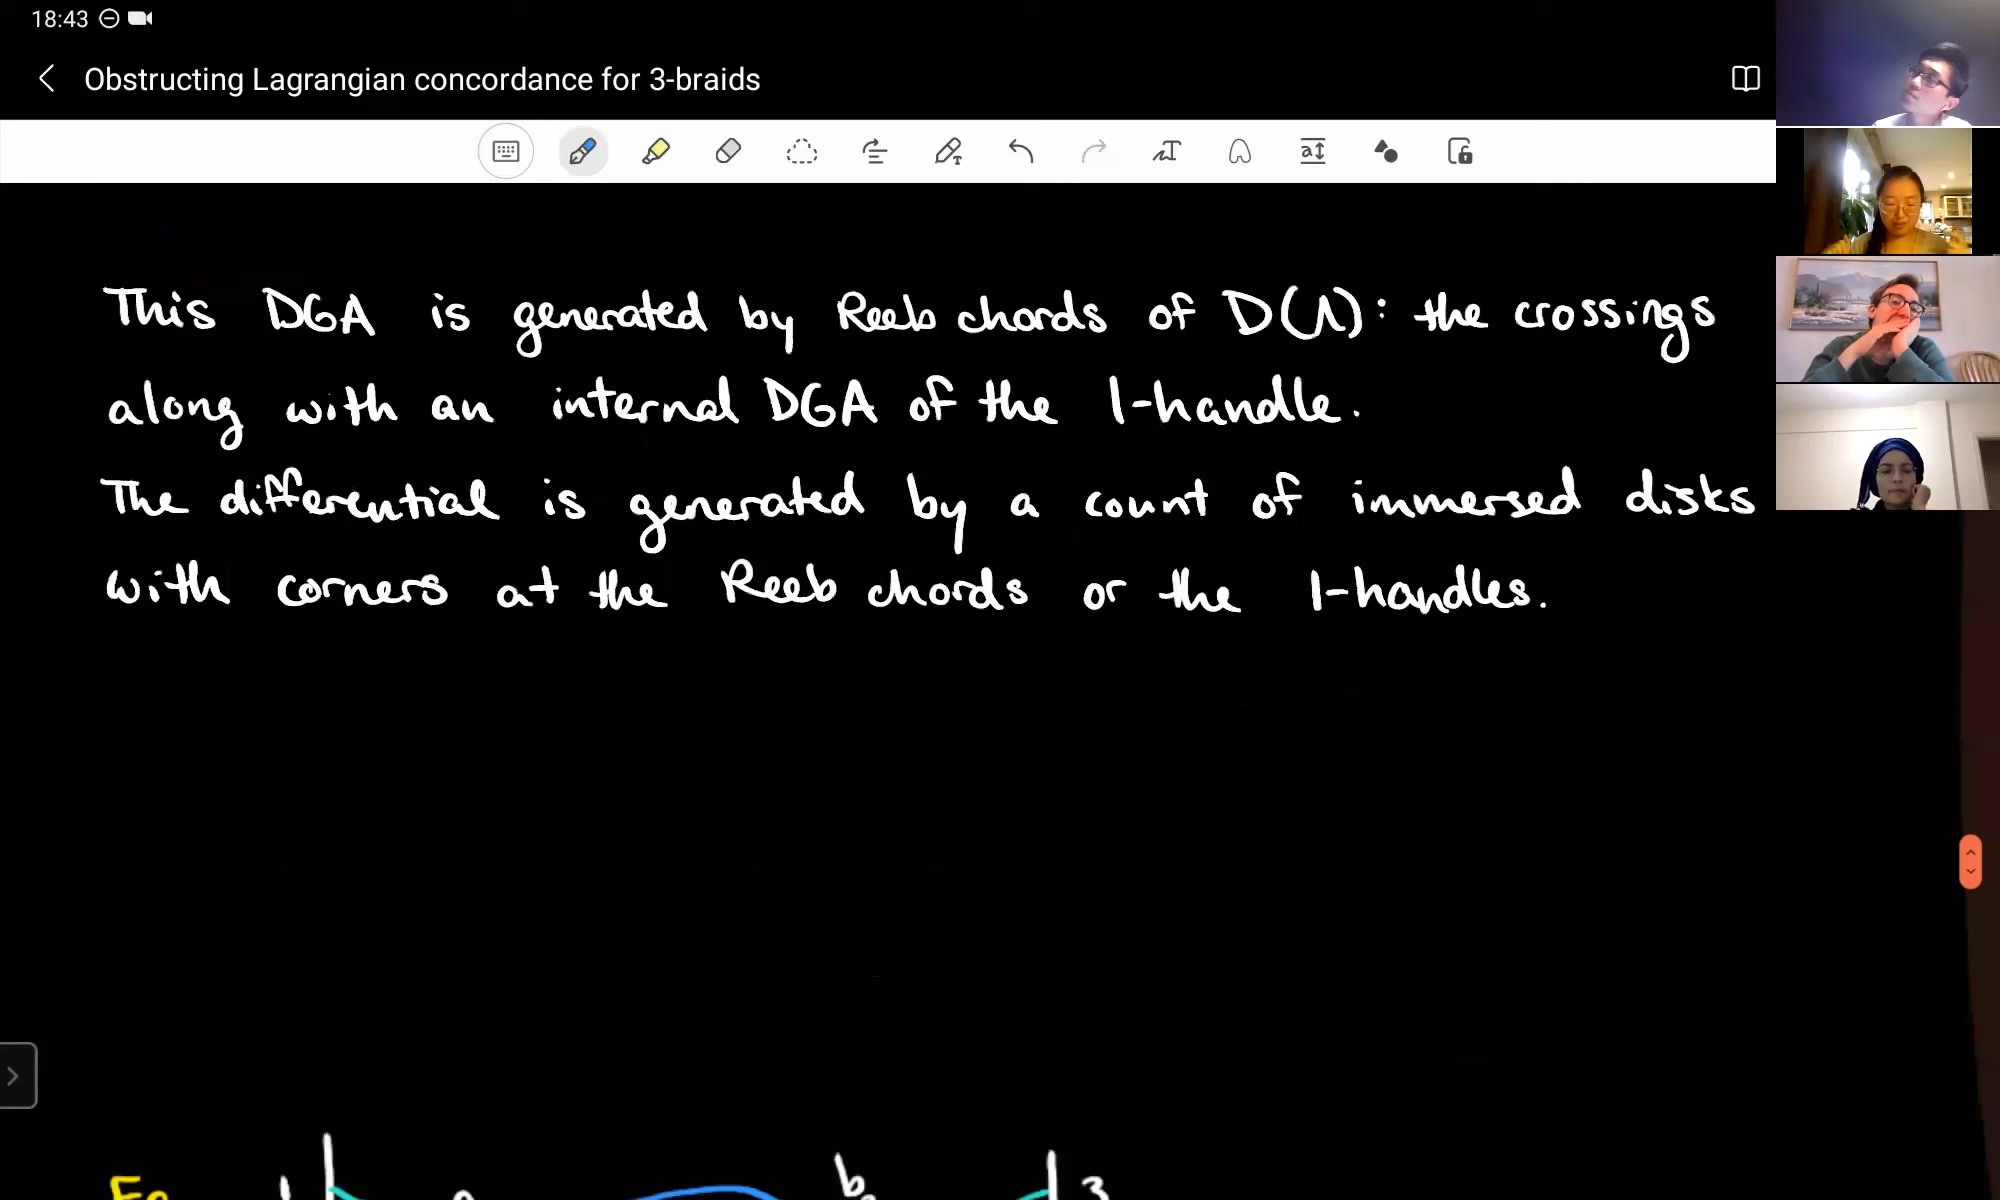 18:43
Obstructing Lagrangian concordance for 3-braids
This DGA is generated by Reeb chords of D(Λ): the crossings
along with an internal DGA of the 1-handle.
The differential is generated by a count of immersed disks
with corners at the Reeb chords or the 1-handles.